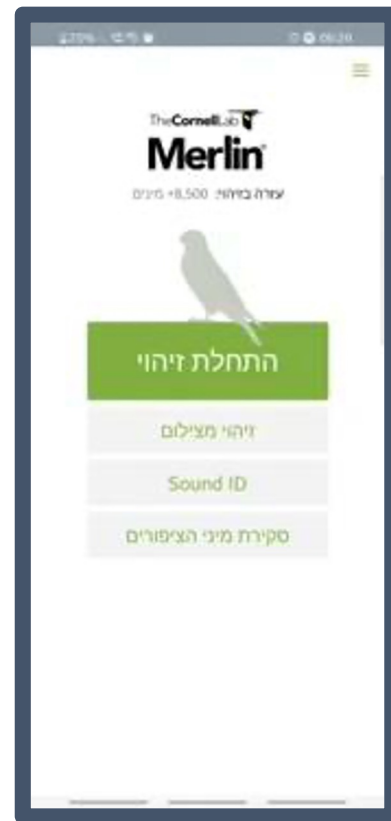 TheCornellLab
Merlin
עזרה בזיהוי: 8,500+ מינים
התחלת זיהוי
זיהוי מצילום
Sound ID
סקירת מיני הציפורים